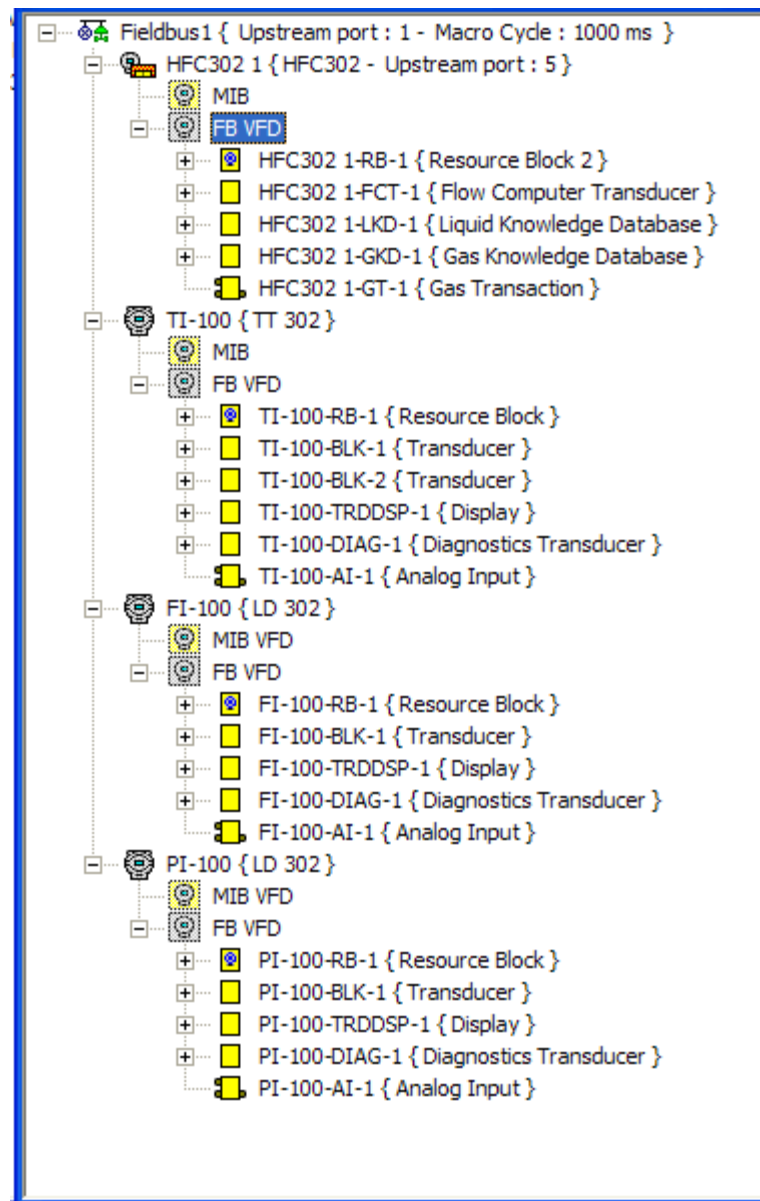 Fieldbus1 { Upstream port : 1 - Macro Cycle : 1000 ms }
HFC302 1 { HFC302 - Upstream port : 5 }
MIB
FB VFD
HFC302 1-RB-1 { Resource Block 2 }
HFC302 1-FCT-1 { Flow Computer Transducer }
HFC302 1-LKD-1 { Liquid Knowledge Database }
HFC302 1-GKD-1 { Gas Knowledge Database }
HFC302 1-GT-1 { Gas Transaction }
TI-100 { TT 302 }
MIB
FB VFD
TI-100-RB-1 { Resource Block }
TI-100-BLK-1 { Transducer }
TI-100-BLK-2 { Transducer }
TI-100-TRDDSP-1 { Display }
TI-100-DIAG-1 { Diagnostics Transducer }
TI-100-AI-1 { Analog Input }
FI-100 { LD 302 }
MIB VFD
FB VFD
FI-100-RB-1 { Resource Block }
FI-100-BLK-1 { Transducer }
FI-100-TRDDSP-1 { Display }
FI-100-DIAG-1 { Diagnostics Transducer }
FI-100-AI-1 { Analog Input }
PI-100 { LD 302 }
MIB VFD
FB VFD
PI-100-RB-1 { Resource Block }
PI-100-BLK-1 { Transducer }
PI-100-TRDDSP-1 { Display }
PI-100-DIAG-1 { Diagnostics Transducer }
PI-100-AI-1 { Analog Input }